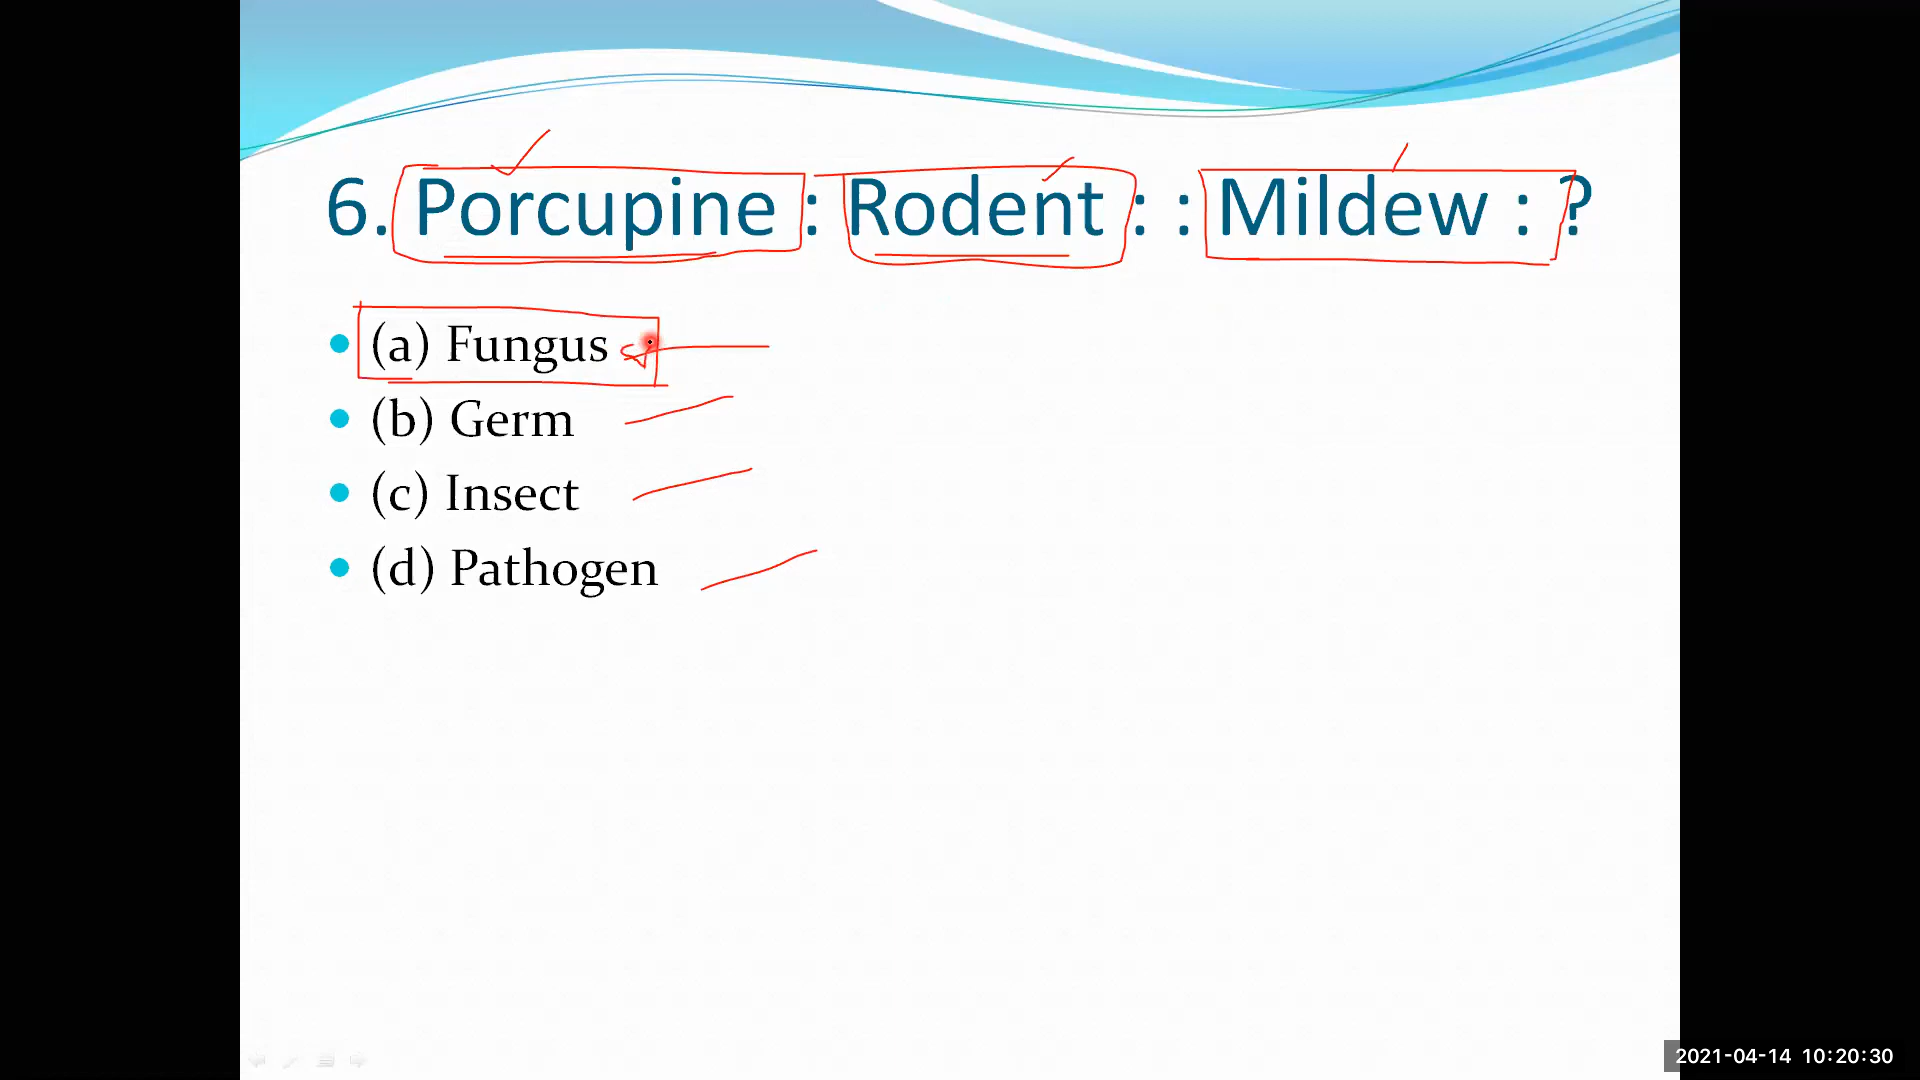 6. Porcupine : Rodent : : Mildew : ?
(a) Fungus
(b) Germ
(c) Insect
(d) Pathogen
2021-04-14 10:20:30